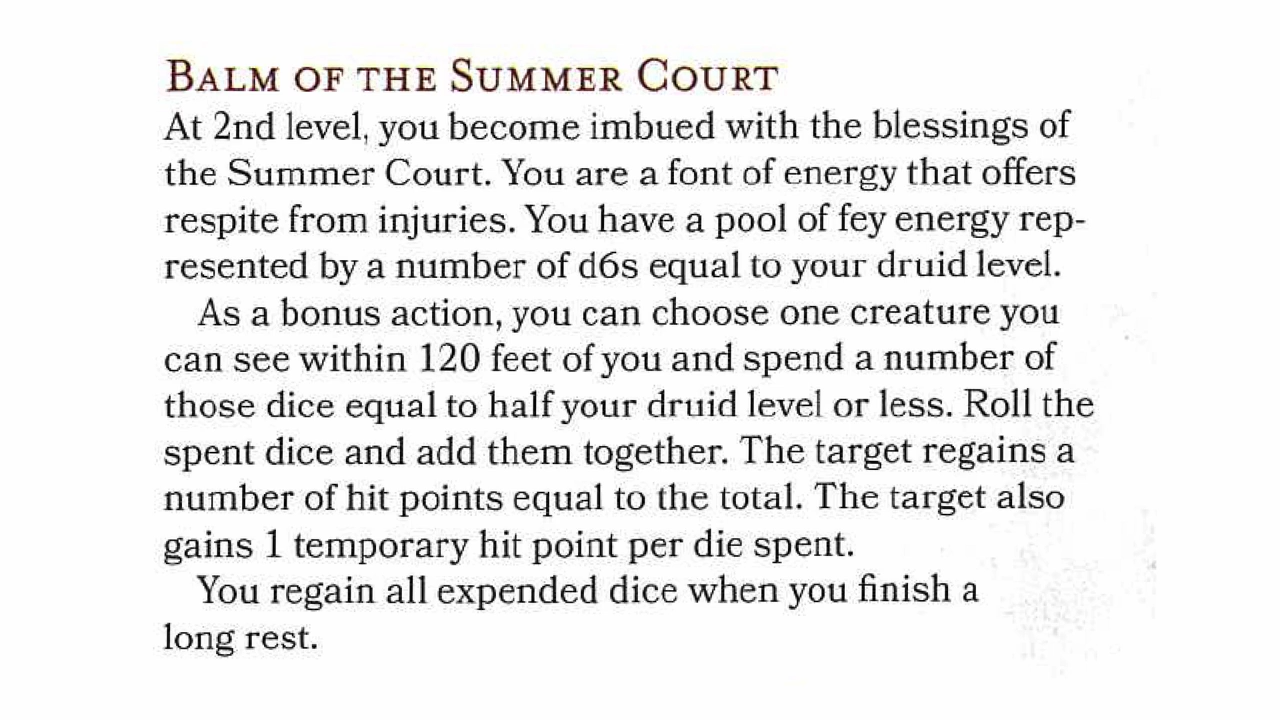 BALM OF THE SUMMER COURT
At 2nd level, you become imbued with the blessings of
the Summer Court. You are a font of energy that offers
respite from injuries. You have a pool of fey energy rep-
resented by a number of d6s equal to your druid level.
As a bonus action, you can choose one creature you
can see within 120 feet of you and spend a number of
those dice equal to half your druid level or less. Roll the
spent dice and add them together. The target regains a
number of hit points equal to the total. The target also
gains 1 temporary hit point per die spent.
You regain all expended dice when you finish a
long rest.